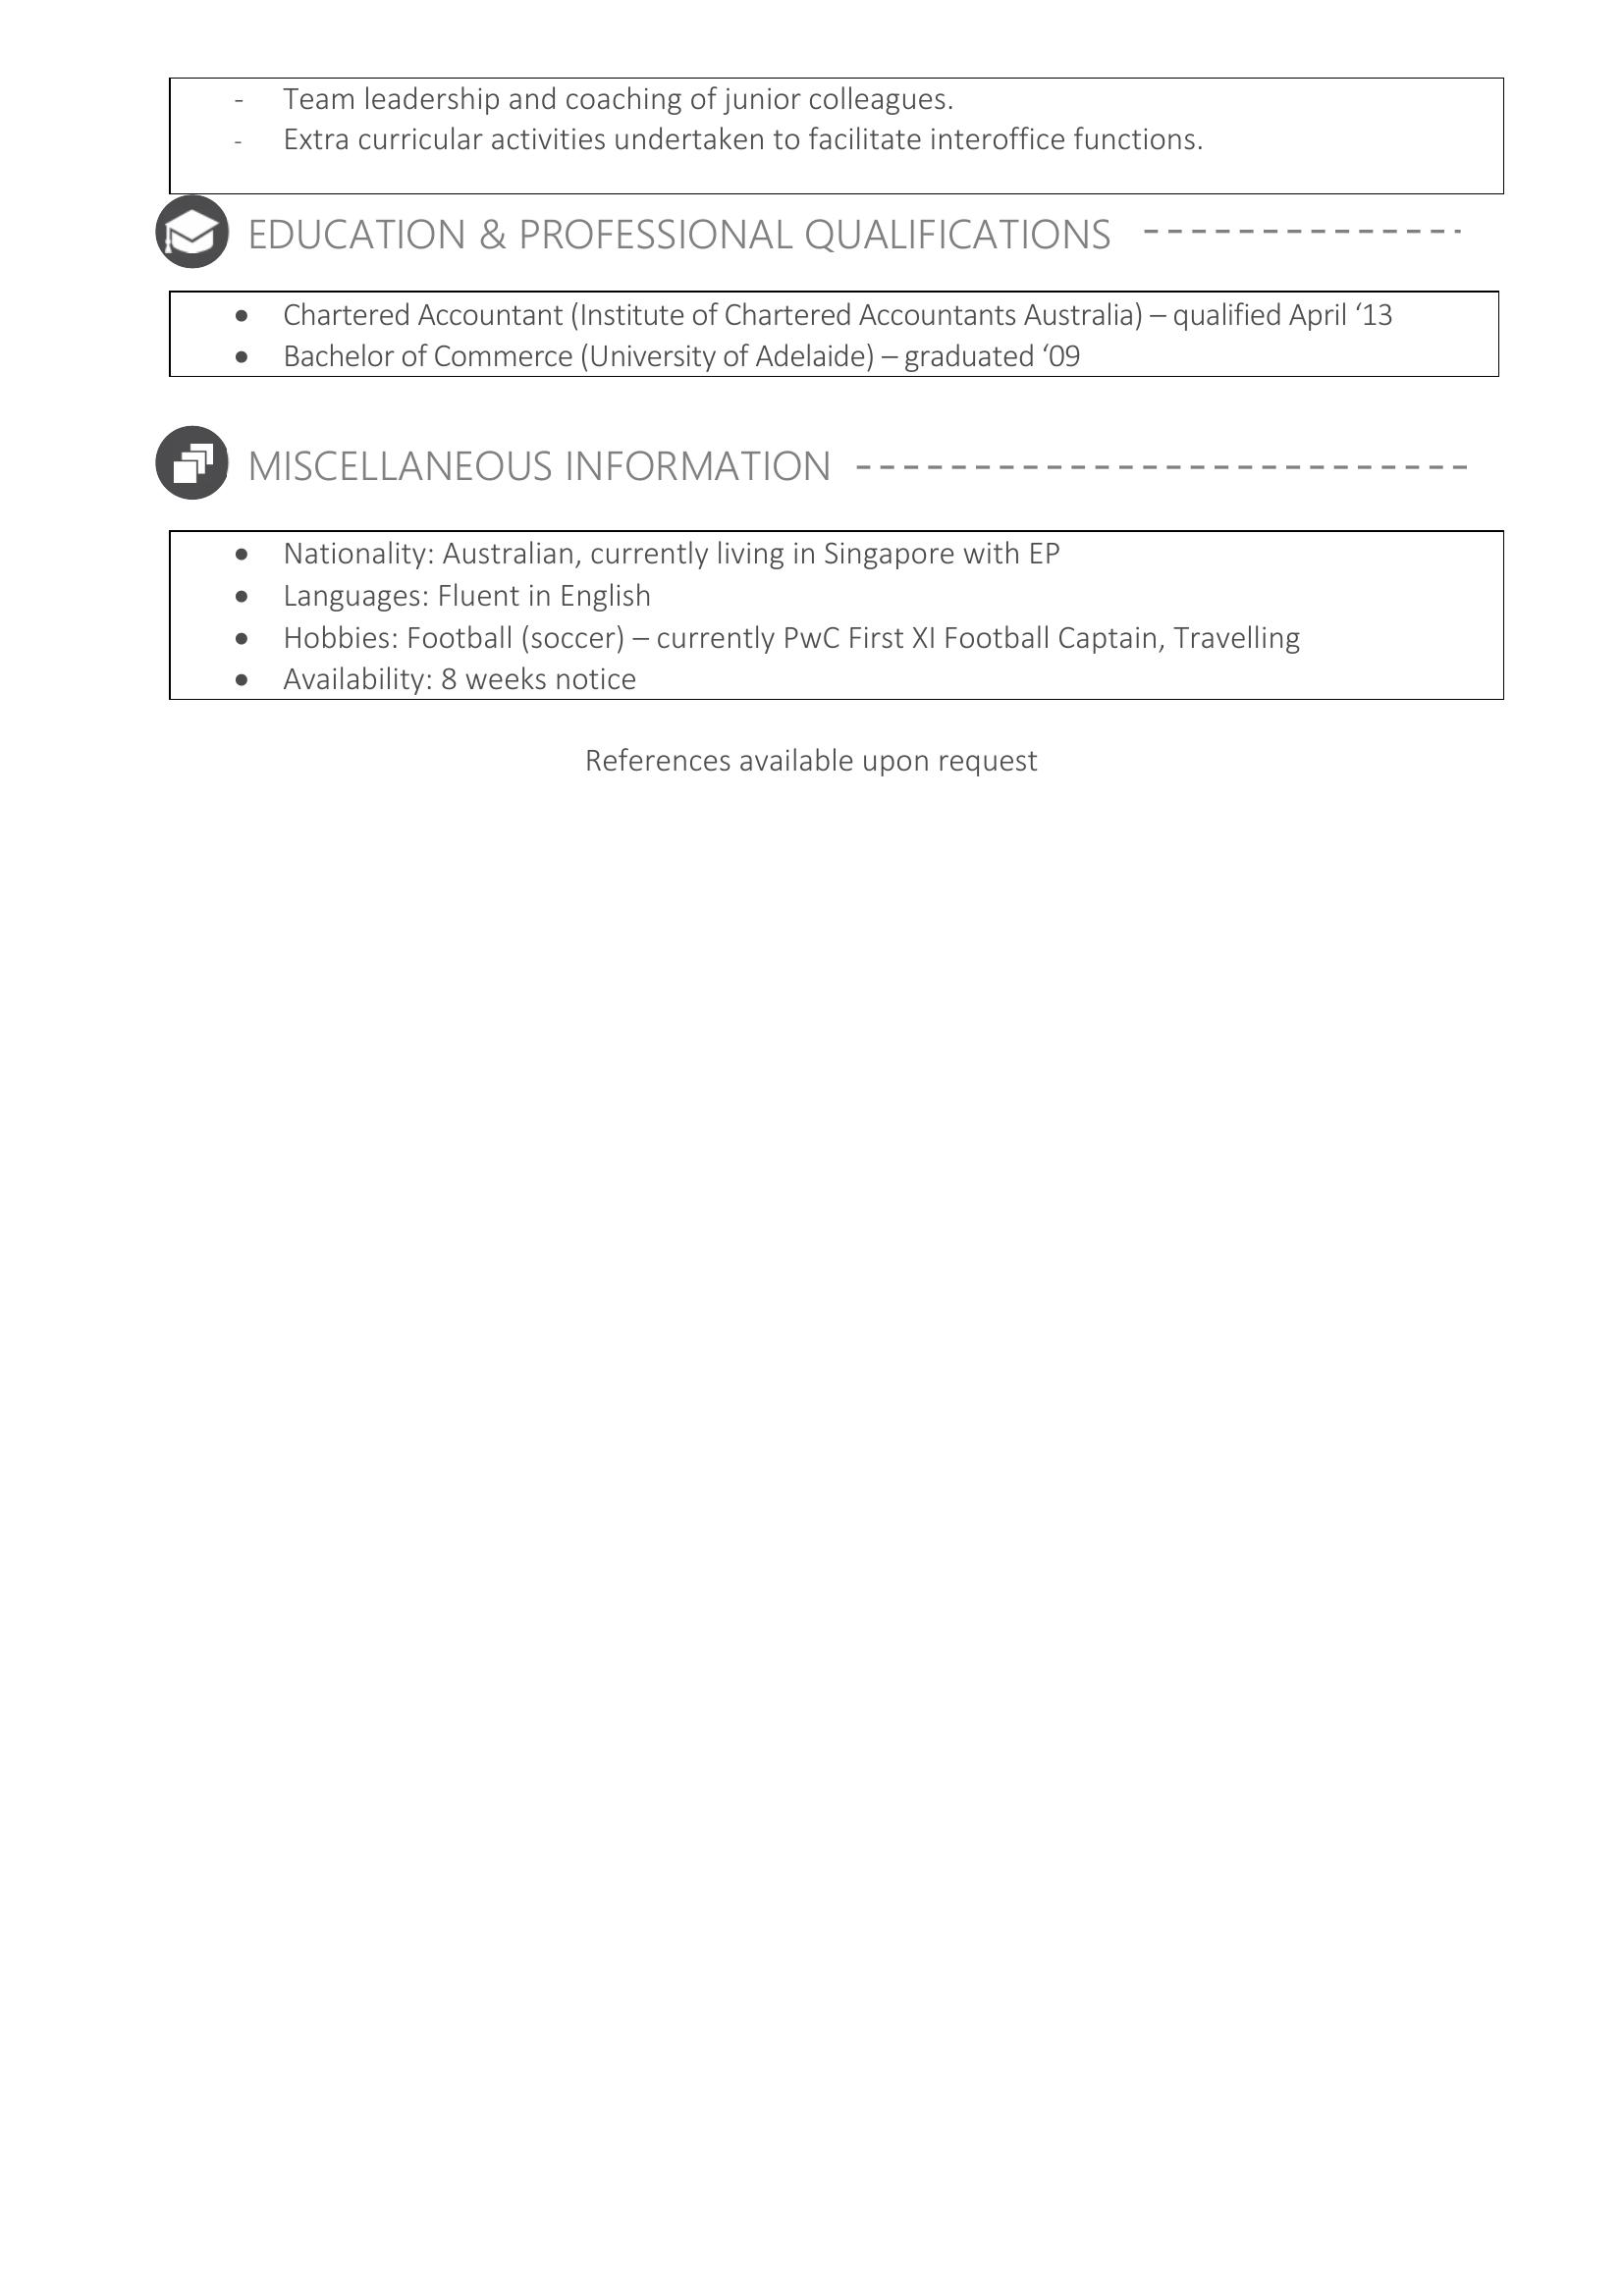 - Team leadership and coaching of junior colleagues.
- Extra curricular activities undertaken to facilitate interoffice functions.
EDUCATION & PROFESSIONAL QUALIFICATIONS
• Chartered Accountant (Institute of Chartered Accountants Australia) – qualified April ‘13
• Bachelor of Commerce (University of Adelaide) – graduated ‘09
MISCELLANEOUS INFORMATION
• Nationality: Australian, currently living in Singapore with EP
• Languages: Fluent in English
• Hobbies: Football (soccer) – currently PwC First XI Football Captain, Travelling
• Availability: 8 weeks notice
References available upon request